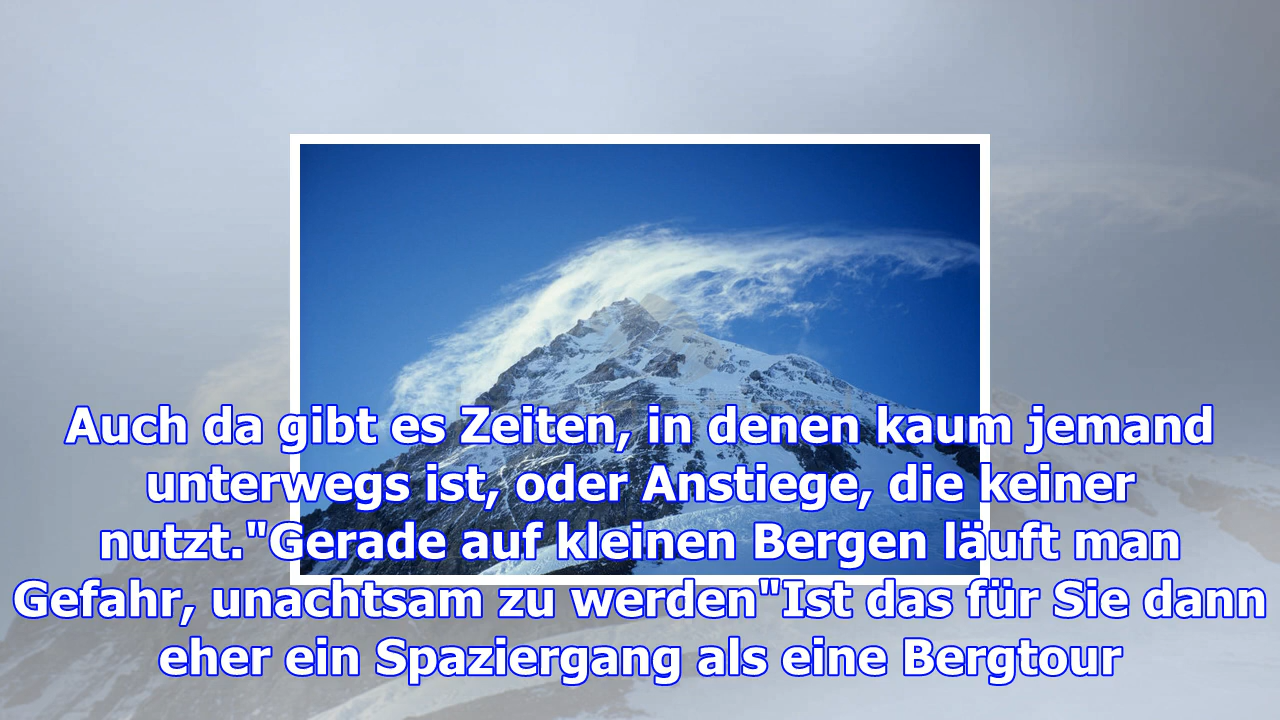 Auch da gibt es Zeiten, in denen kaum jemand
unterwegs ist, oder Anstiege, die keiner
nutzt."Gerade auf kleinen Bergen läuft man
Gefahr, unachtsam zu werden"Ist das für Sie dann
eher ein Spaziergang als eine Bergtour